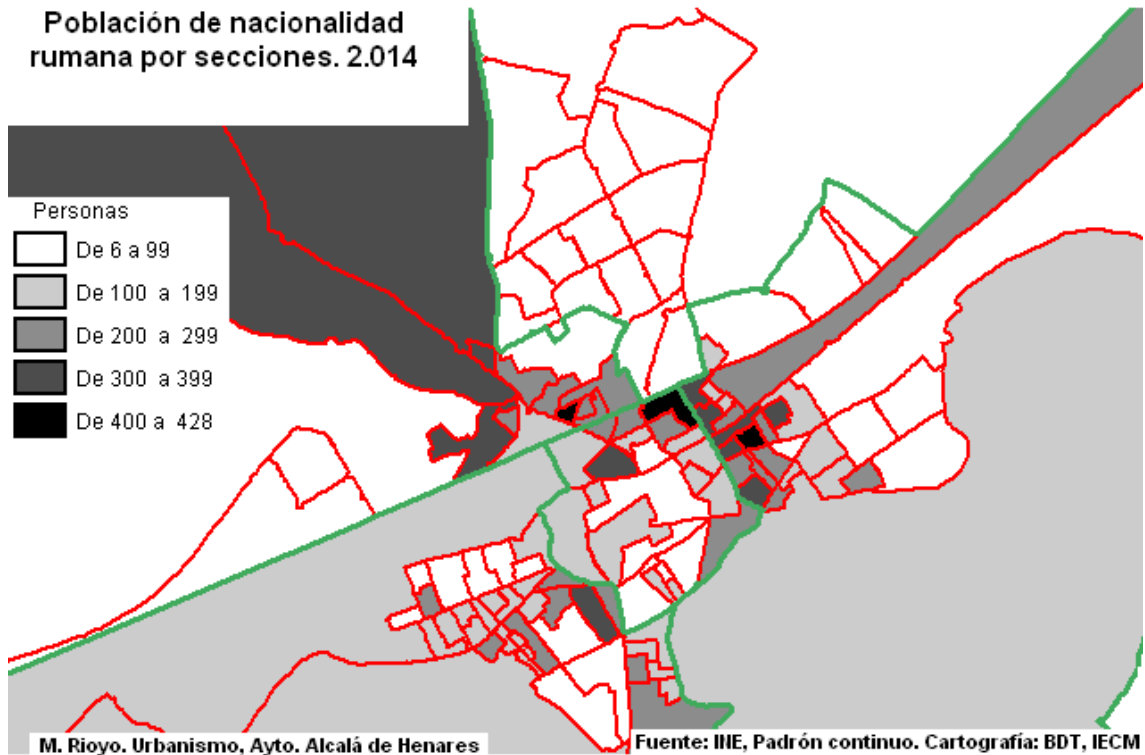 Población de nacionalidad
rumana por secciones. 2.014
Personas
De 6 a 99
De 100 a 199
De 200 a 299
De 300 a 399
De 400 a 428
M. Rioyo. Urbanismo, Ayto. Alcalá de Henares
Fuente: INE, Padrón continuo. Cartografía: BDT, IECM